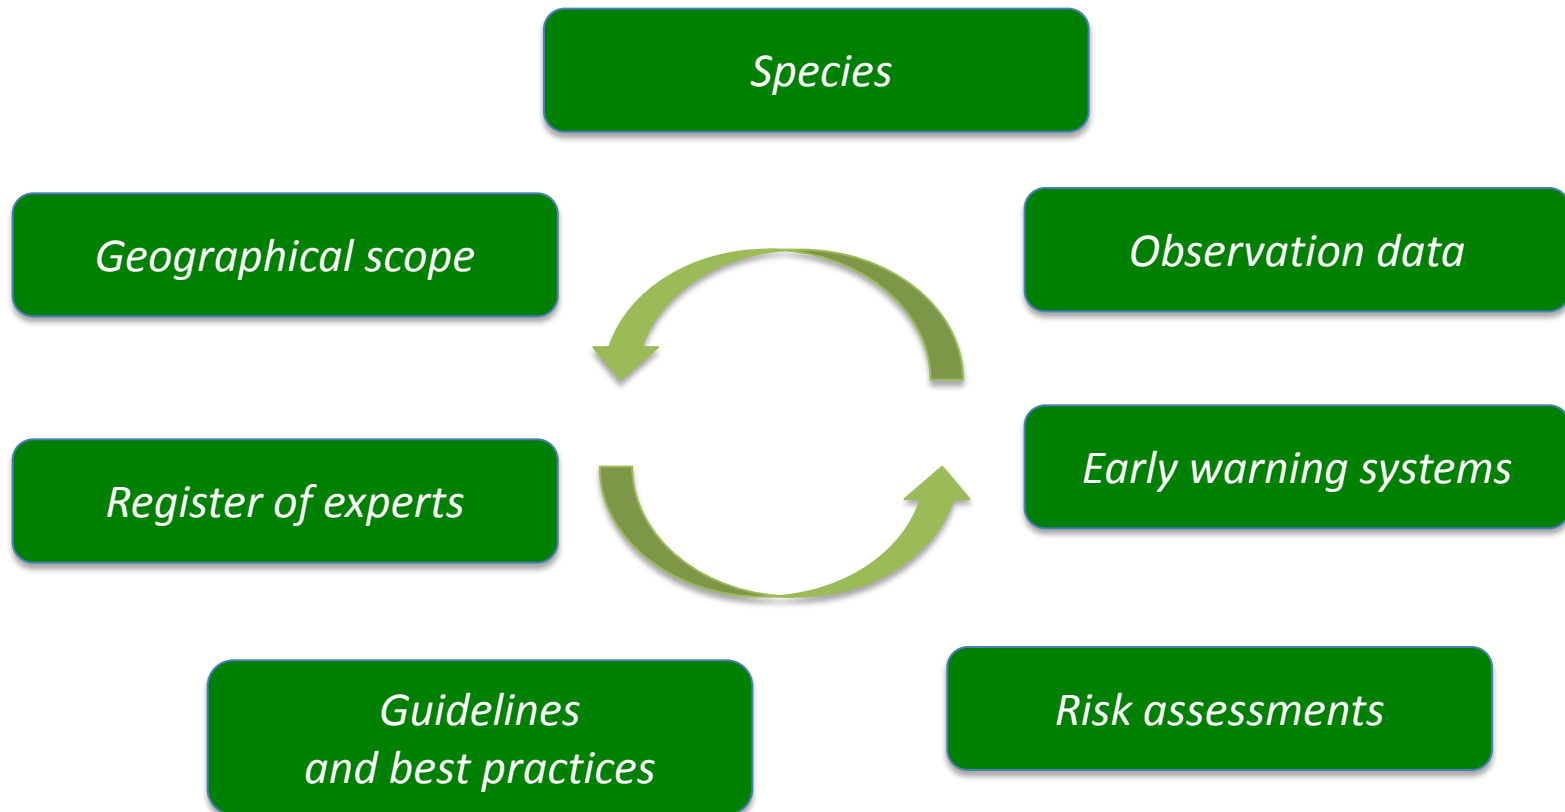 Species
Geographical scope
Observation data
Register of experts
Early warning systems
Guidelines
and best practices
Risk assessments